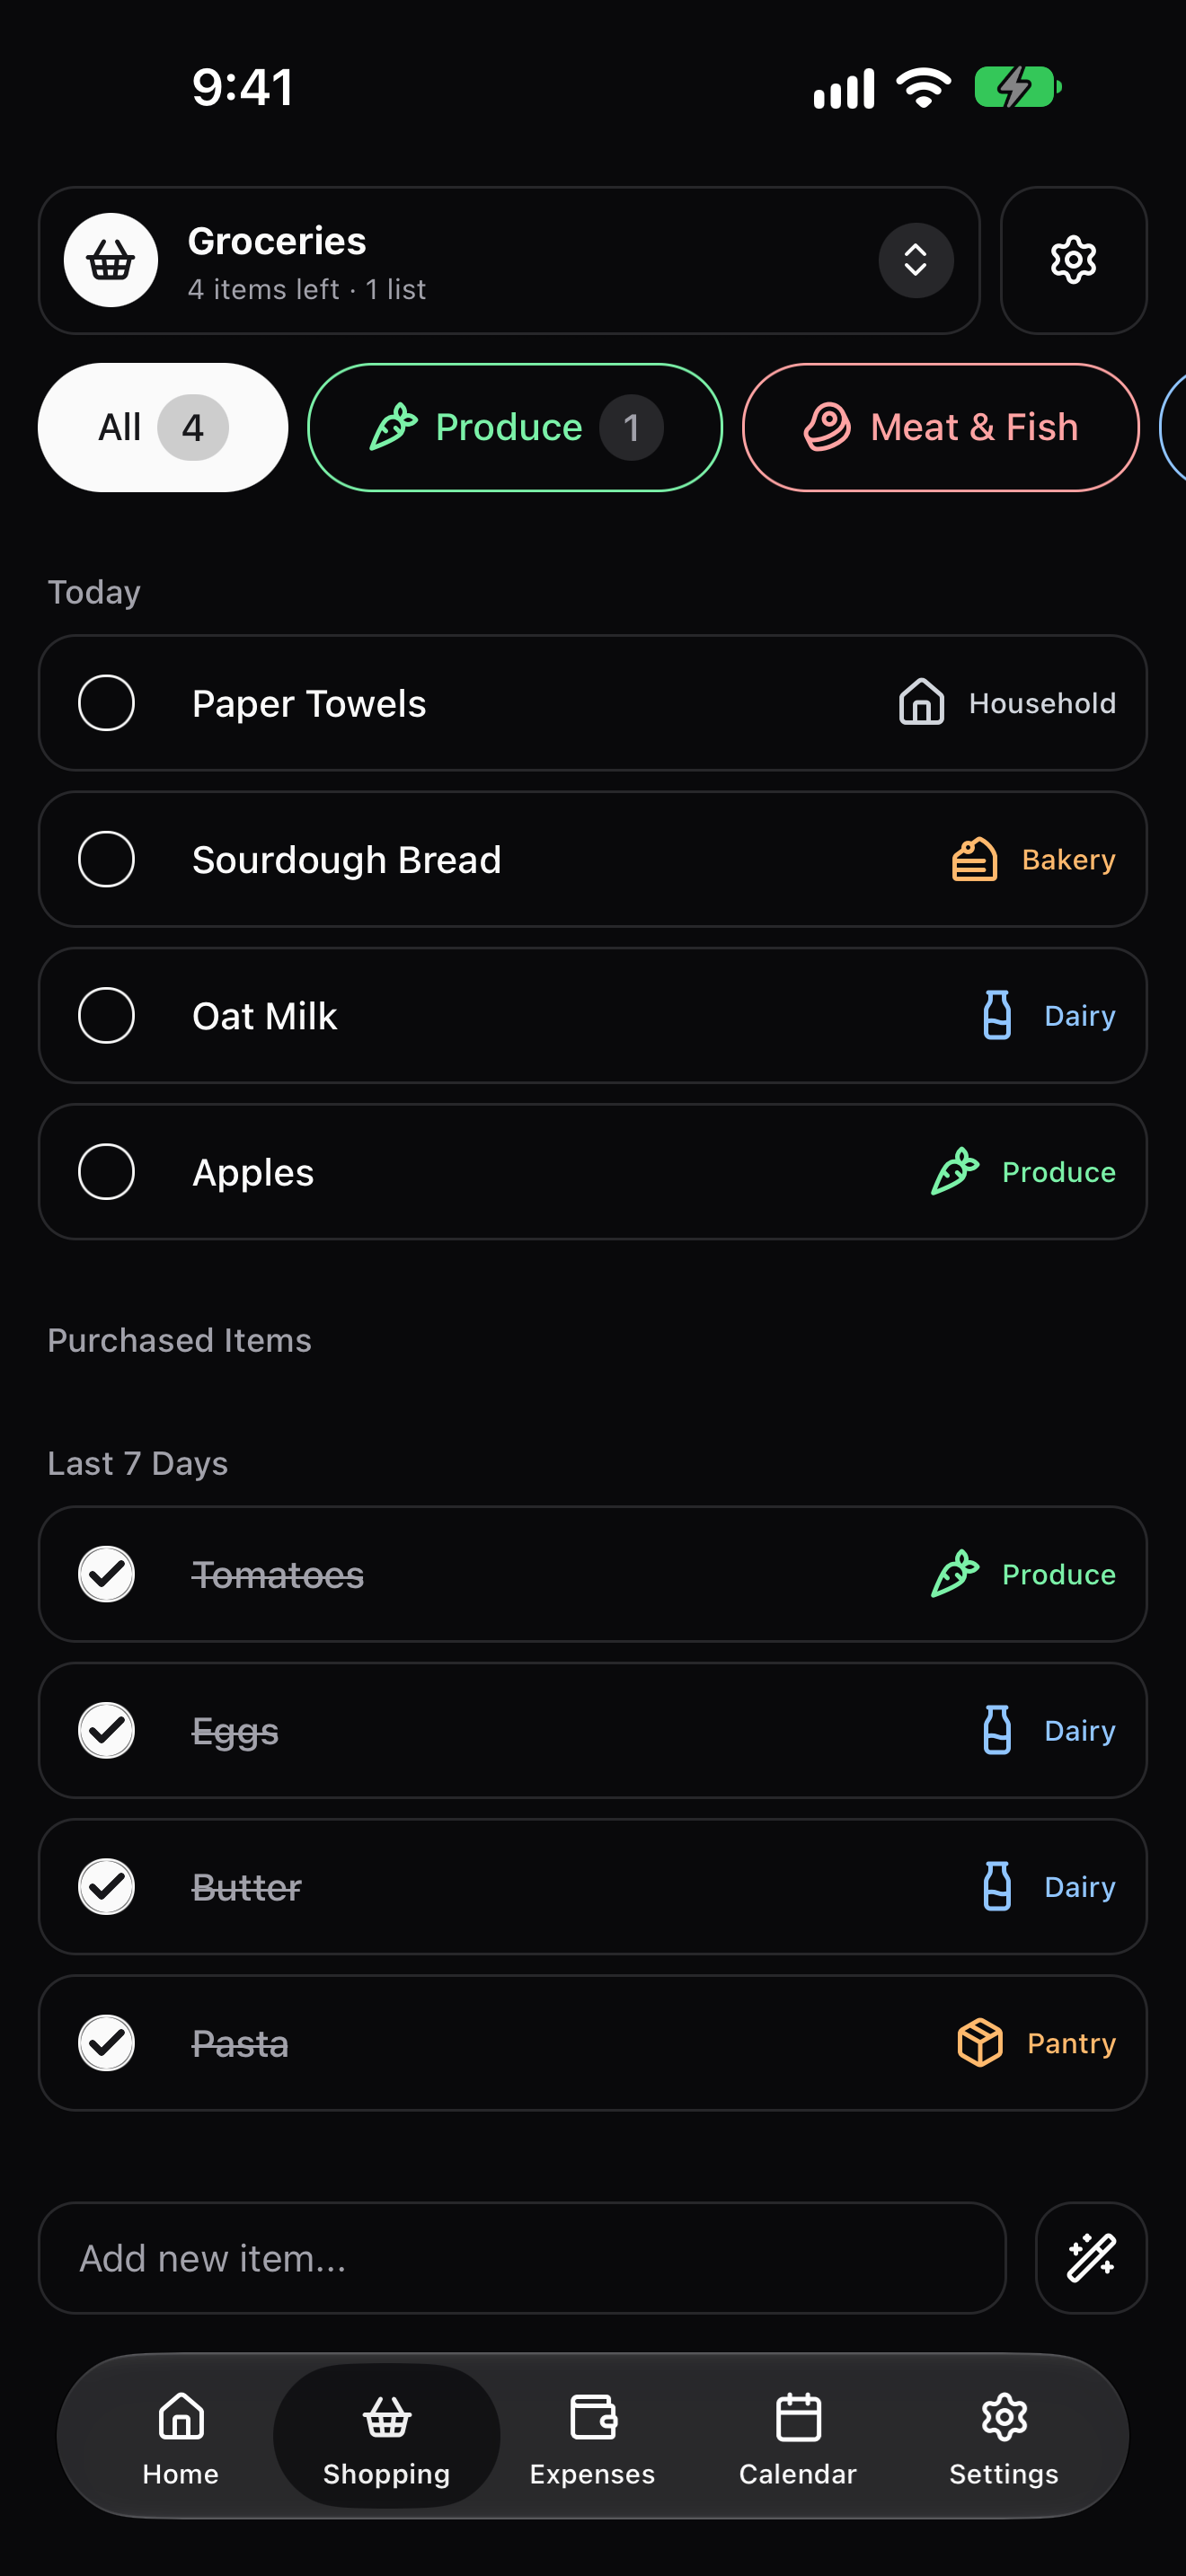 9:41
Groceries
4 items left · 1 list
All 4
Produce 1
Meat & Fish
Today
Paper Towels Household
Sourdough Bread Bakery
Oat Milk Dairy
Apples Produce
Purchased Items
Last 7 Days
Tomatoes Produce
Eggs Dairy
Butter Dairy
Pasta Pantry
Add new item...
Home Shopping Expenses Calendar Settings